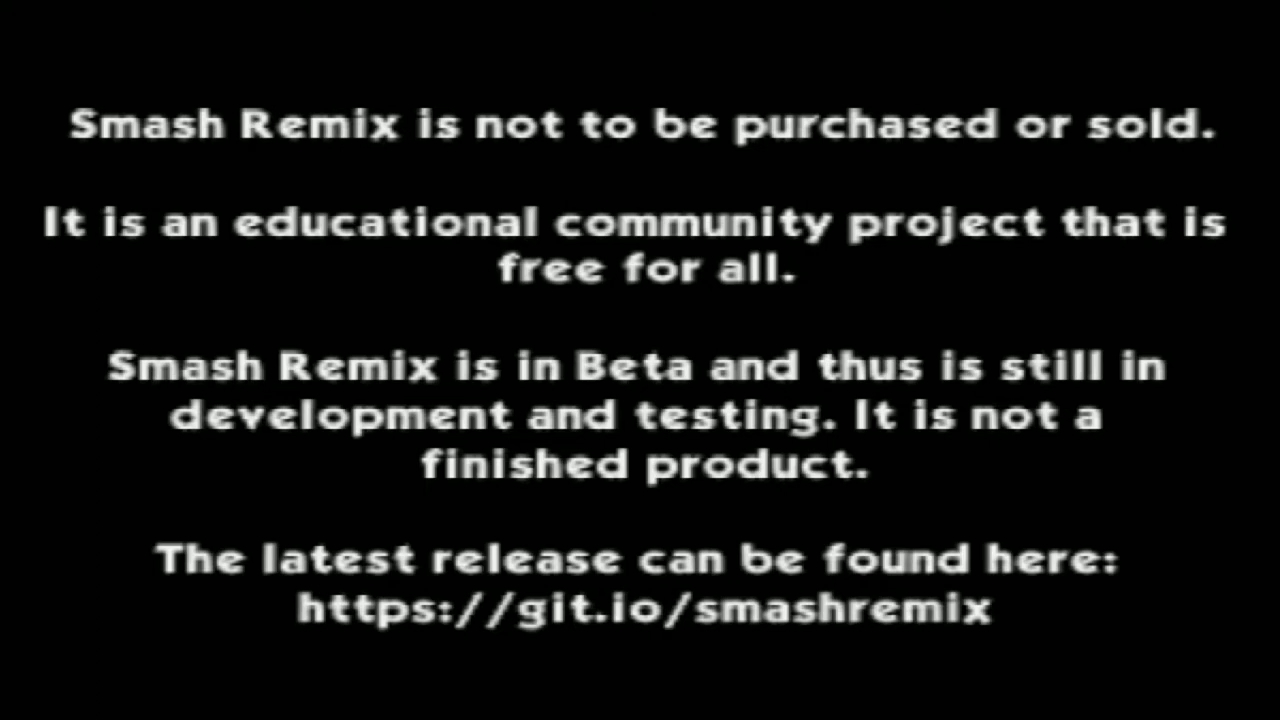 Smash Remix is not to be purchased or sold.
It is an educational community project that is
free for all.
Smash Remix is in Beta and thus is still in
development and testing. It is not a
finished product.
The latest release can be found here:
https://git.io/smashremix